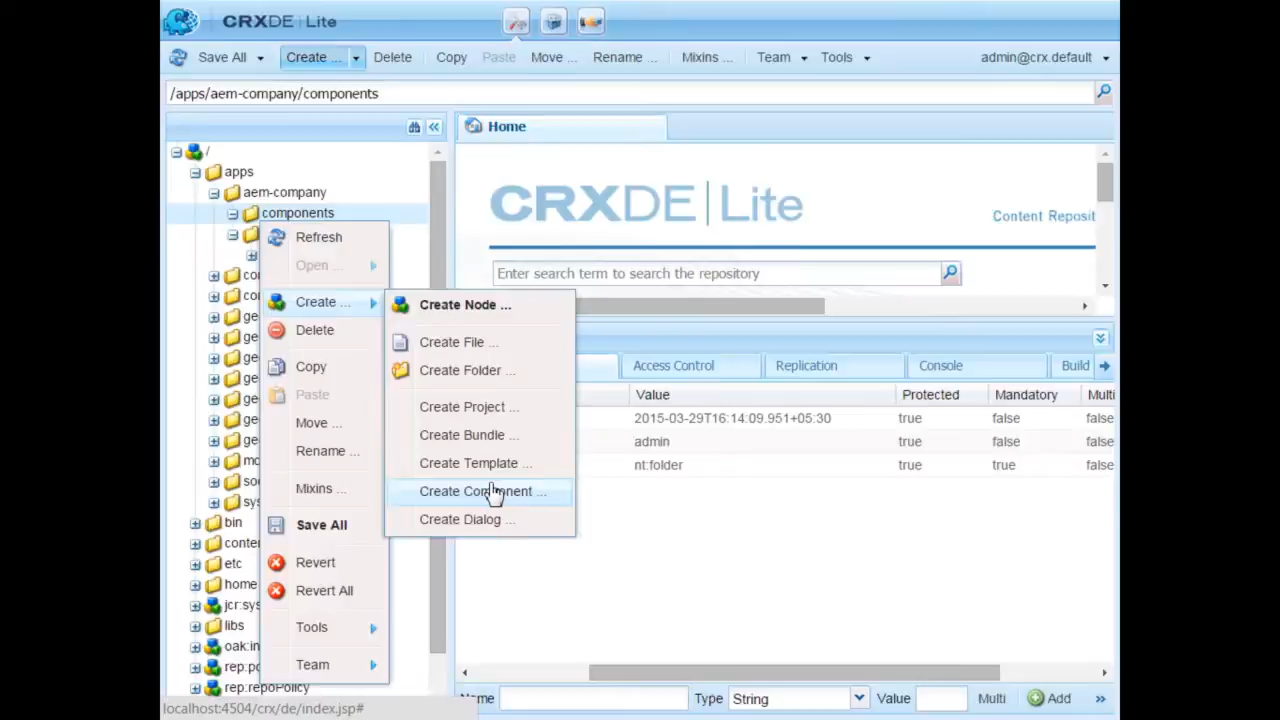 CRXDE | Lite
Save All Create ... Delete Copy Paste Move ... Rename ... Mixins ... Team Tools admin@crx.default
/apps/aem-company/components
Home
/
apps
aem-company
components
Refresh
Open ...
Create ...
Delete
Copy
Paste
Move ...
Rename ...
Mixins ...
Save All
Revert
Revert All
Tools
Team
Create Node ...
Create File ...
Create Folder ...
Create Project ...
Create Bundle ...
Create Template ...
Create Component ...
Create Dialog ...
bin
etc
home
jcr:sys
libs
rep:repoPolicy
CRXDE | Lite
Content Reposit
Enter search term to search the repository
Access Control Replication Console Build
Value Protected Mandatory Multi
2015-03-29T16:14:09.951+05:30 true false false
admin true false false
nt:folder true true false
Type String Value Multi Add
localhost:4504/crx/de/index.jsp#